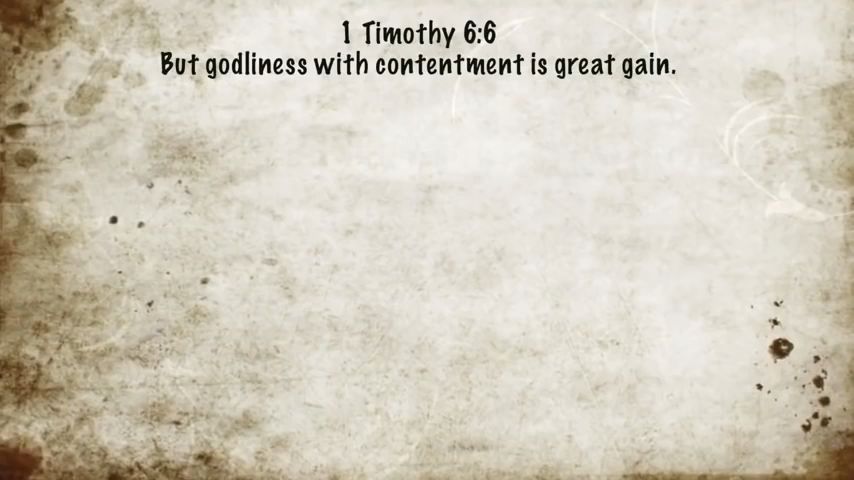 1 Timothy 6:6
But godliness with contentment is great gain.